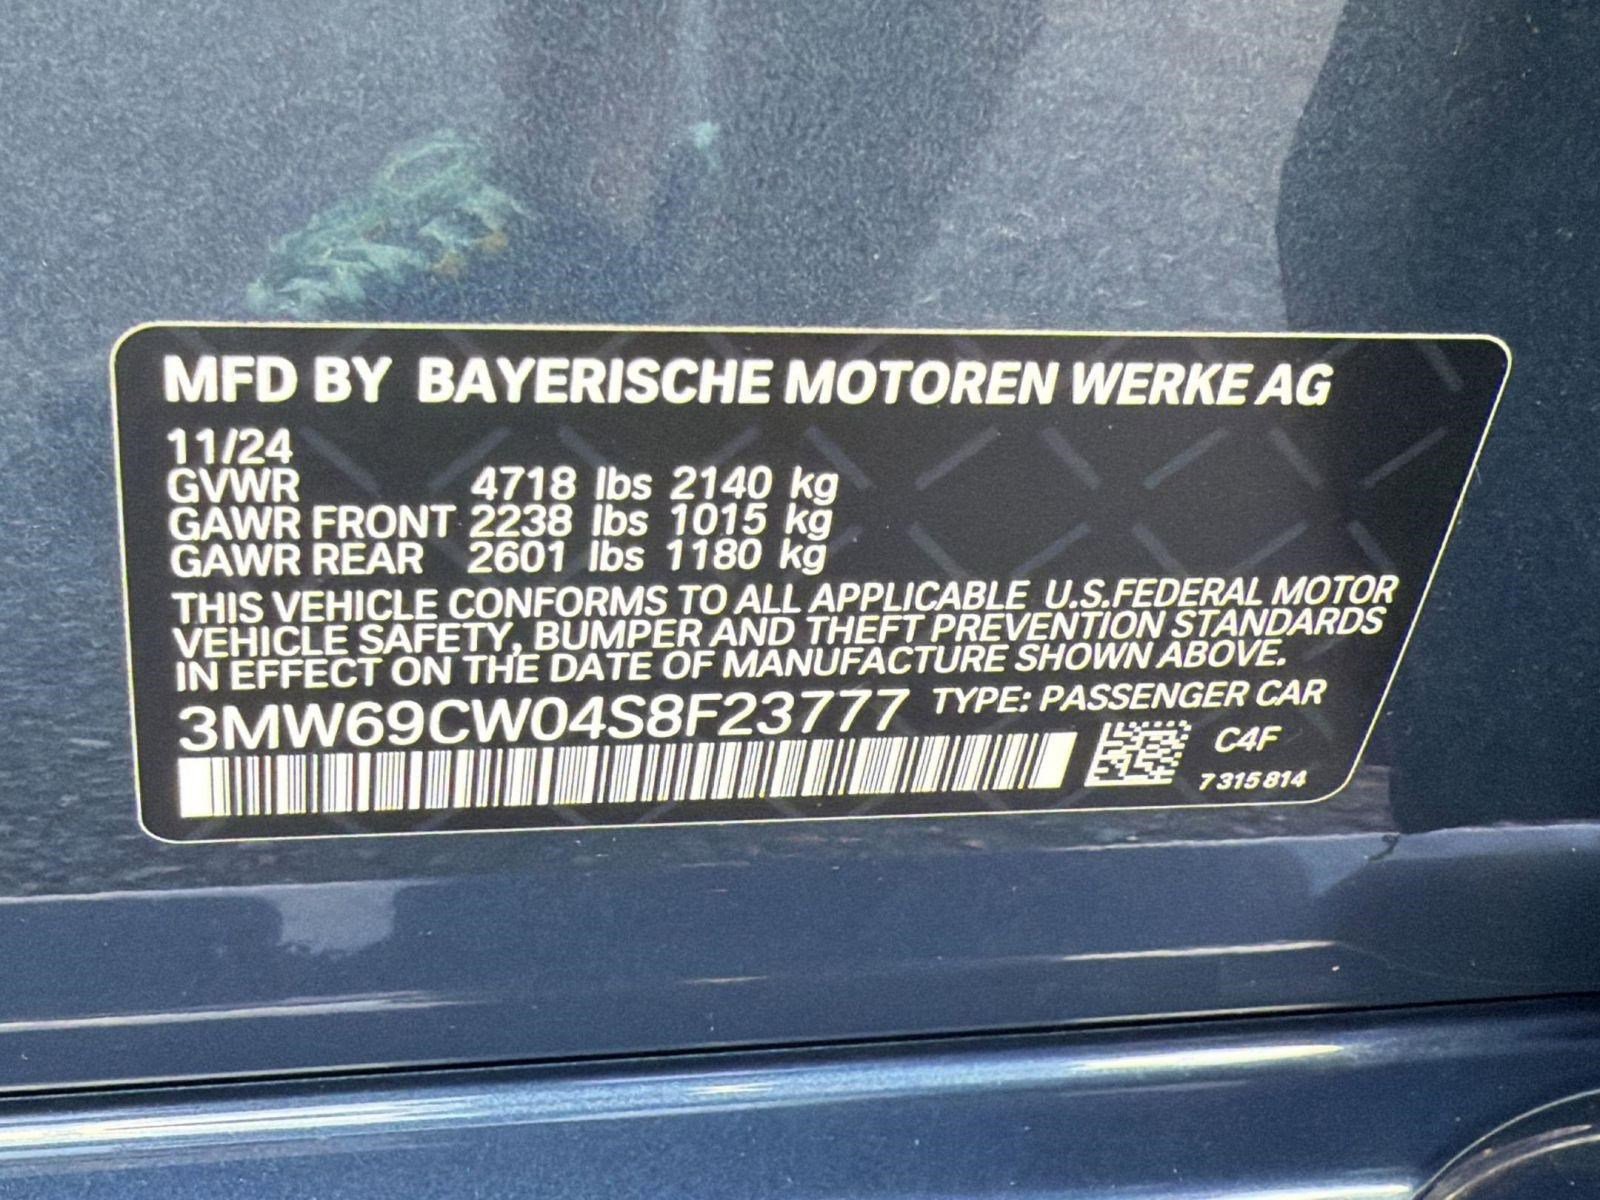 MFD BY BAYERISCHE MOTOREN WERKE AG
11/24
GVWR 4718 lbs 2140 kg
GAWR FRONT 2238 lbs 1015 kg
GAWR REAR 2601 lbs 1180 kg
THIS VEHICLE CONFORMS TO ALL APPLICABLE U.S.FEDERAL MOTOR
VEHICLE SAFETY, BUMPER AND THEFT PREVENTION STANDARDS
IN EFFECT ON THE DATE OF MANUFACTURE SHOWN ABOVE.
3MW69CW04S8F23777 TYPE: PASSENGER CAR
C4F
7 315 814